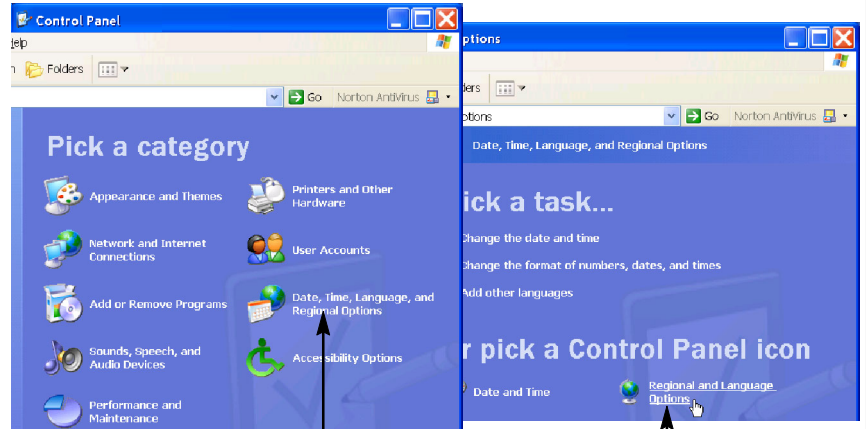 Control Panel
Help
Folders
Go Norton AntiVirus
Pick a category
Appearance and Themes
Printers and Other
Hardware
Network and Internet
Connections
User Accounts
Add or Remove Programs
Date, Time, Language, and
Regional Options
Sounds, Speech, and
Audio Devices
Accessibility Options
Performance and
Maintenance
ptions
ders
ptions
Go Norton AntiVirus
Date, Time, Language, and Regional Options
ick a task...
Change the date and time
Change the format of numbers, dates, and times
Add other languages
r pick a Control Panel icon
Date and Time
Regional and Language
Options